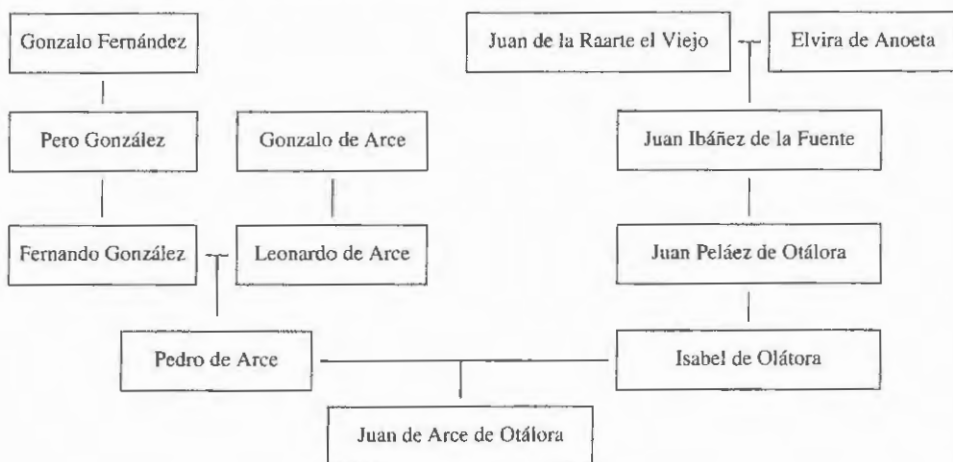 Gonzalo Fernández
Juan de la Raarte el Viejo
Elvira de Anoeta
Pero González
Gonzalo de Arce
Juan Ibáñez de la Fuente
Fernando González
Leonardo de Arce
Juan Peláez de Otálora
Pedro de Arce
Isabel de Olátora
Juan de Arce de Otálora